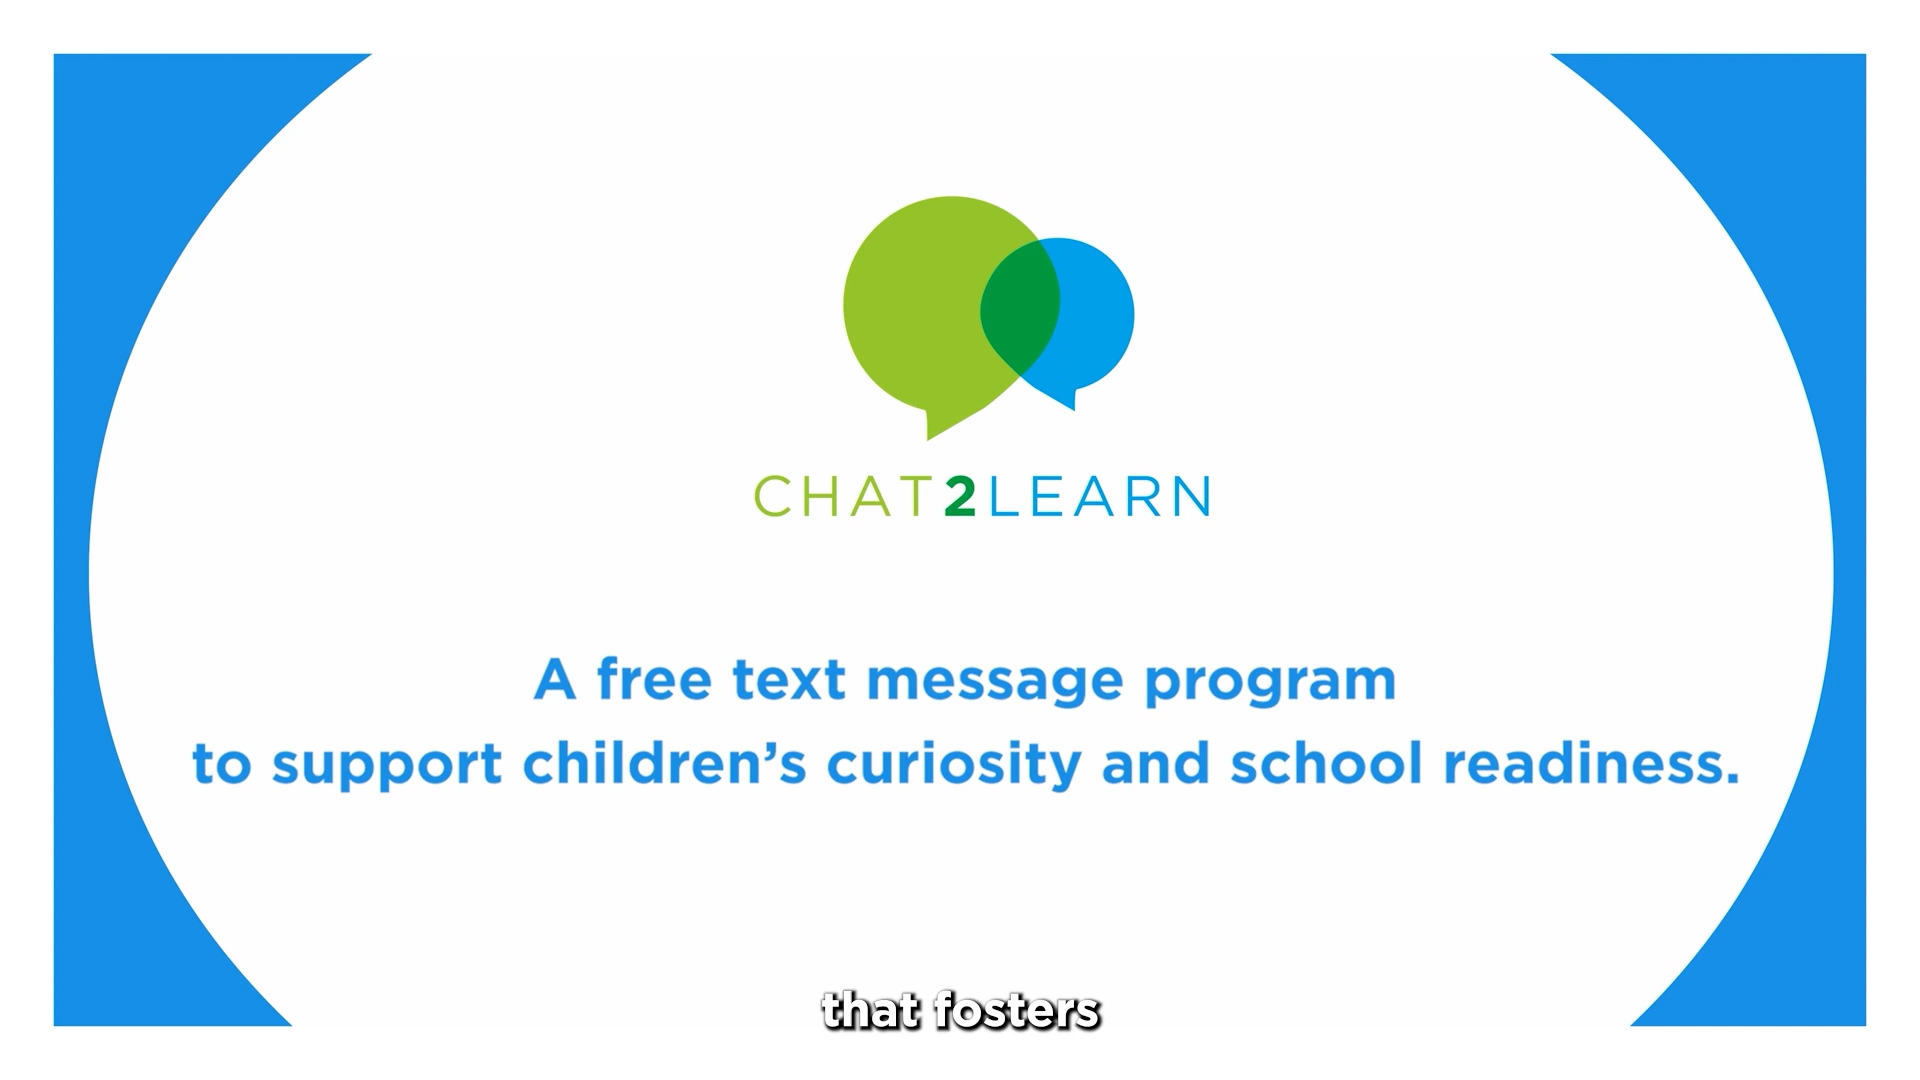 CHAT2LEARN
A free text message program
to support children’s curiosity and school readiness.
that fosters